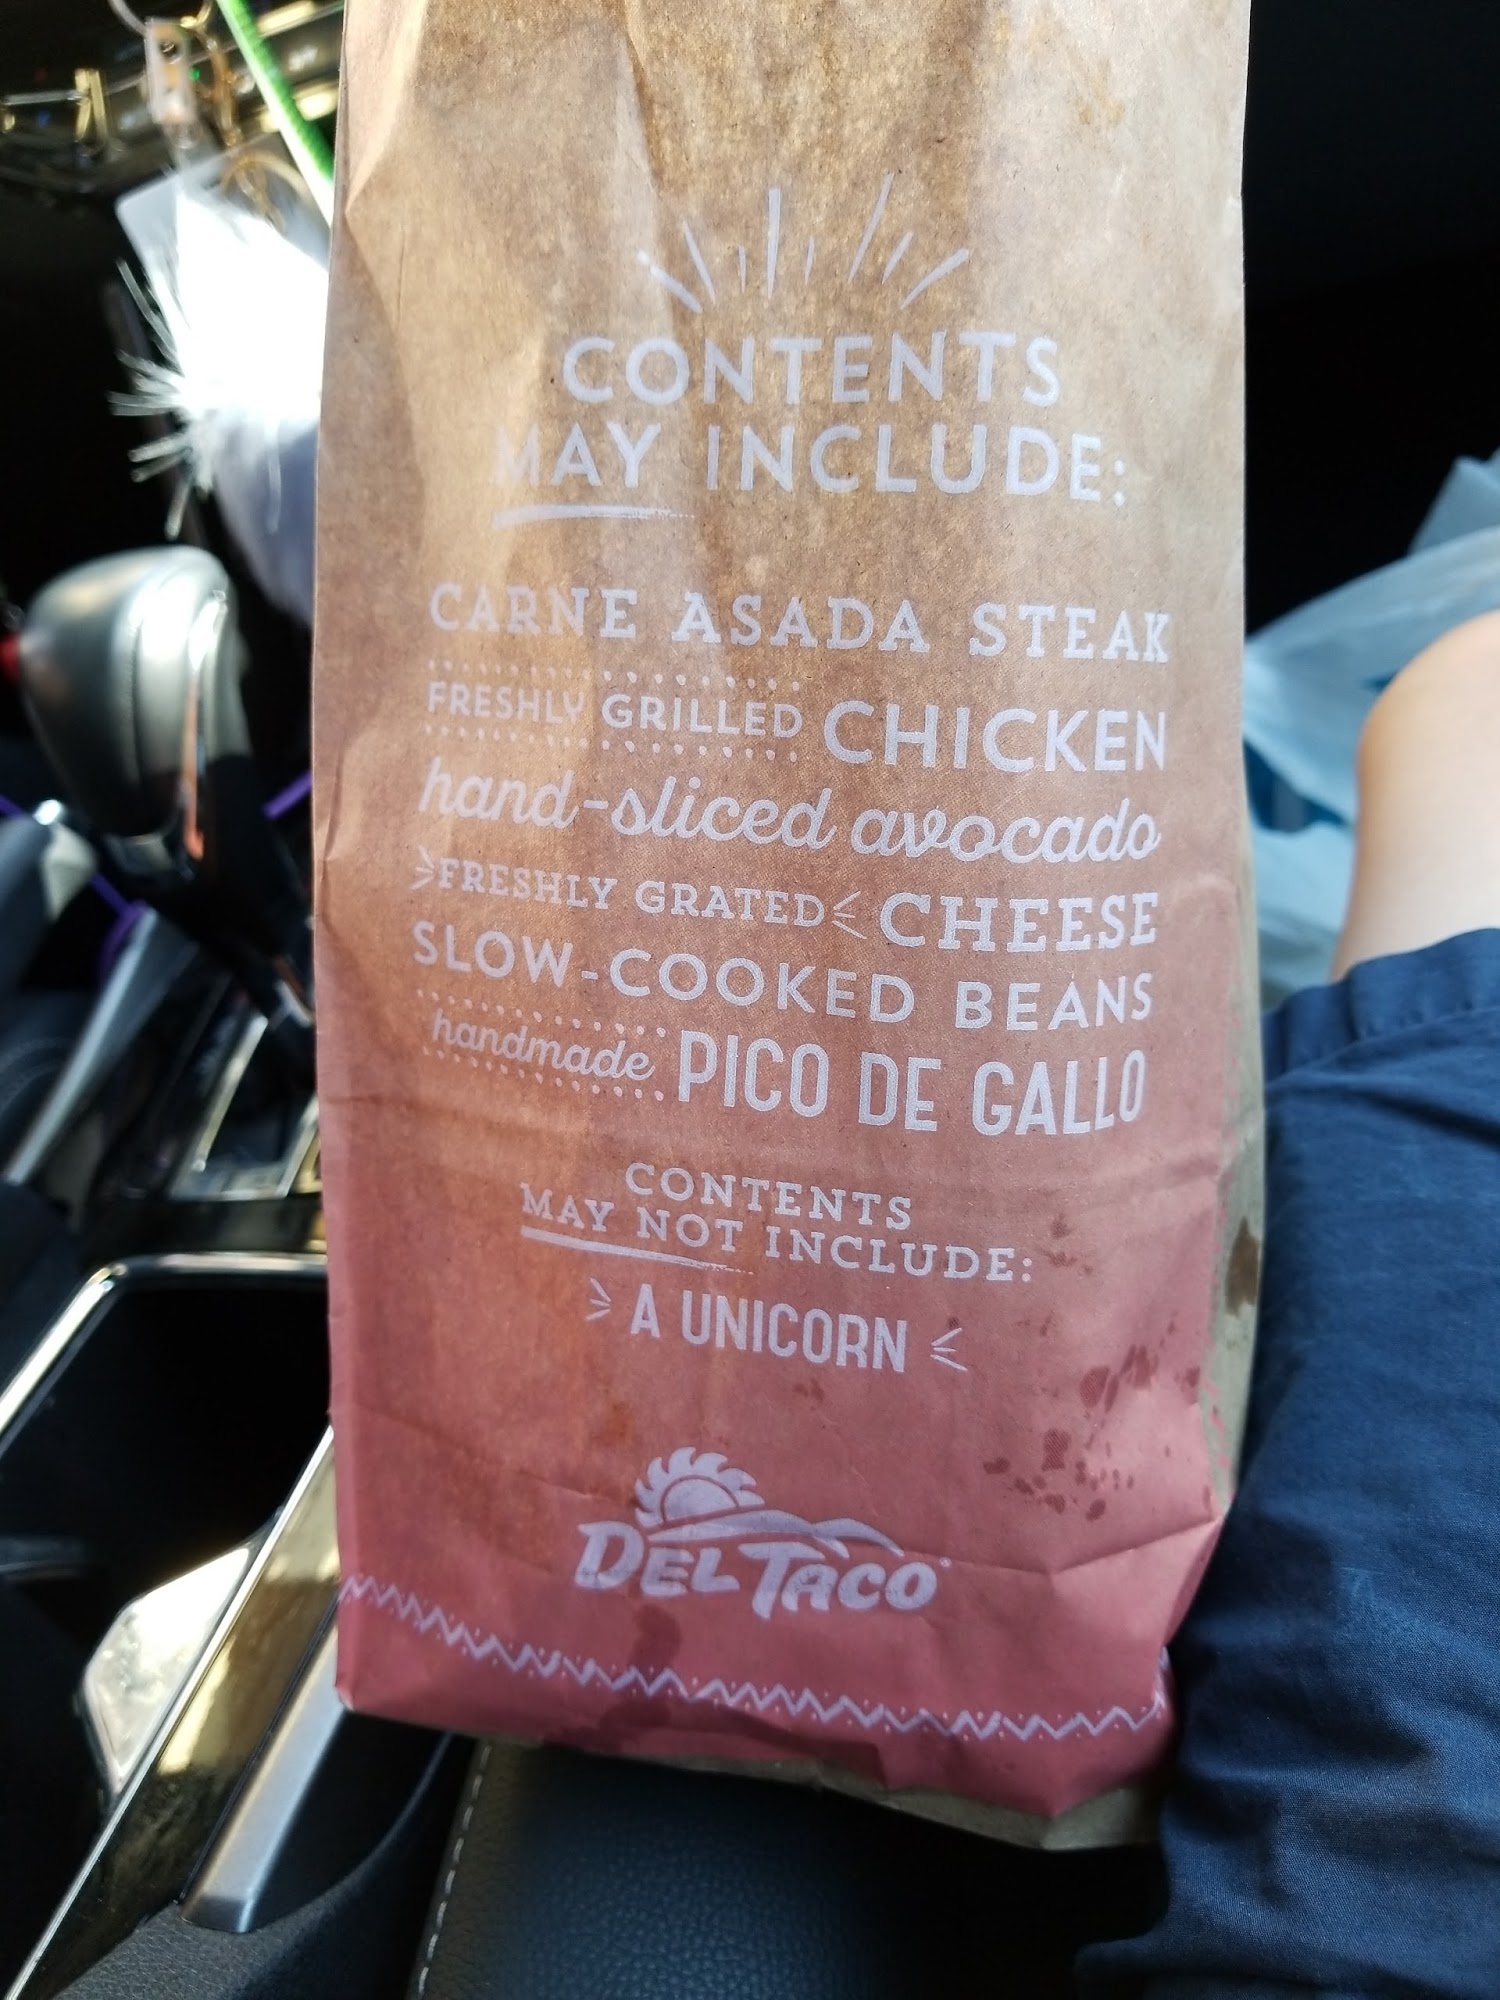 CONTENTS
MAY INCLUDE:
CARNE ASADA STEAK
FRESHLY GRILLED CHICKEN
hand-sliced avocado
FRESHLY GRATED CHEESE
SLOW-COOKED BEANS
handmade PICO DE GALLO
CONTENTS
MAY NOT INCLUDE:
A UNICORN
DEL TACO